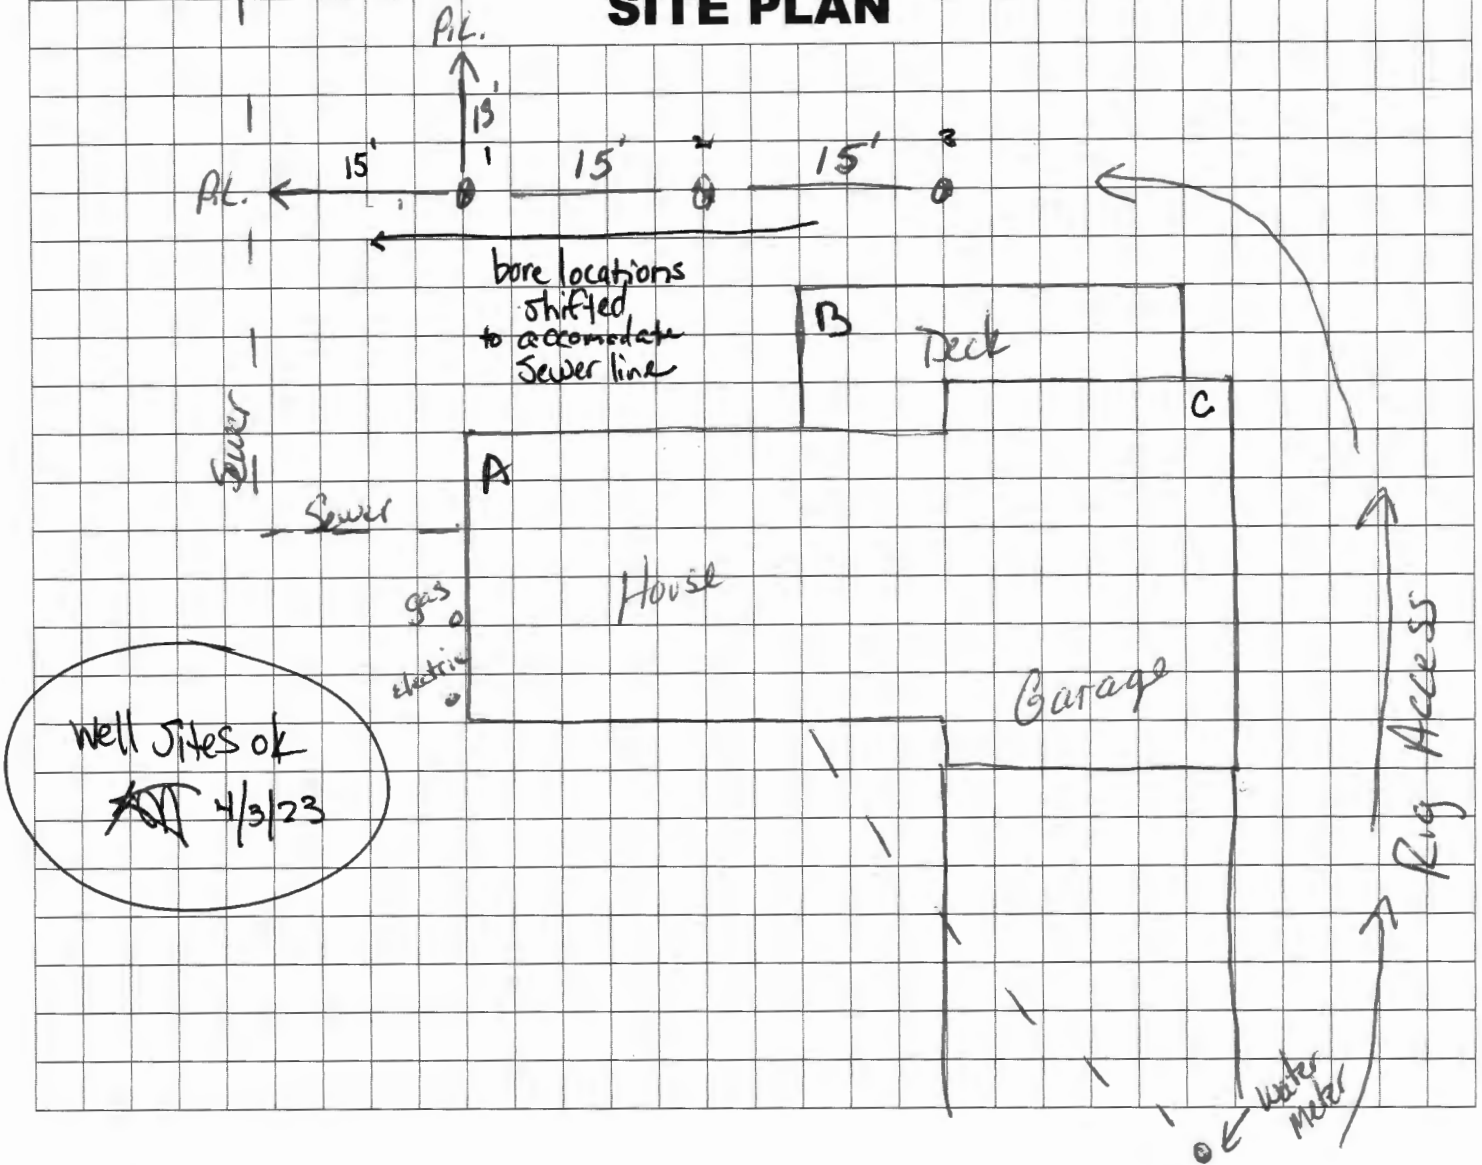 SITE PLAN
P.L.
15'
15'
1
15'
2
15'
3
P.L.
bore locations
shifted
to accomodate
sewer line
B
Deck
C
Sewer
A
Sewer
gas
House
electric
Garage
Well Sites ok
4/3/23
Rig Access
Water
Meter